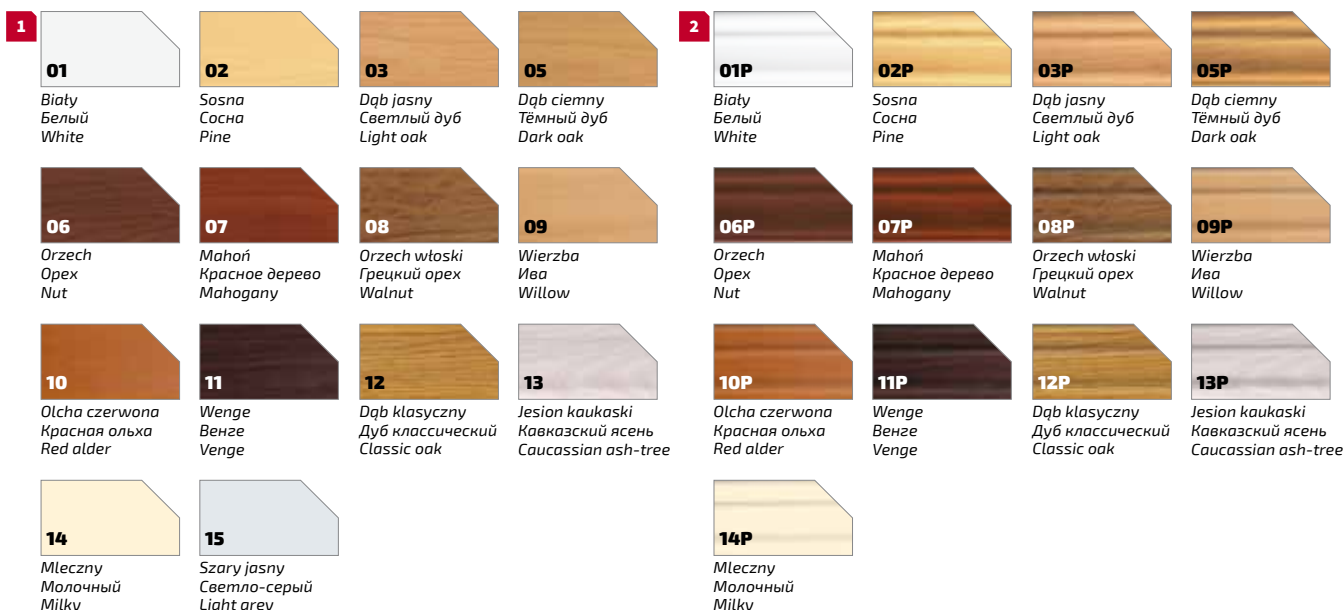 1
01
Biały
Белый
White
02
Sosna
Сосна
Pine
03
Dąb jasny
Светлый дуб
Light oak
05
Dąb ciemny
Тёмный дуб
Dark oak
06
Orzech
Орех
Nut
07
Mahoń
Красное дерево
Mahogany
08
Orzech włoski
Грецкий орех
Walnut
09
Wierzba
Ива
Willow
10
Olcha czerwona
Красная ольха
Red alder
11
Wenge
Венге
Venge
12
Dąb klasyczny
Дуб классический
Classic oak
13
Jesion kaukaski
Кавказский ясень
Caucassian ash-tree
14
Mleczny
Молочный
Milky
15
Szary jasny
Светло-серый
Light grey
2
01P
Biały
Белый
White
02P
Sosna
Сосна
Pine
03P
Dąb jasny
Светлый дуб
Light oak
05P
Dąb ciemny
Тёмный дуб
Dark oak
06P
Orzech
Орех
Nut
07P
Mahoń
Красное дерево
Mahogany
08P
Orzech włoski
Грецкий орех
Walnut
09P
Wierzba
Ива
Willow
10P
Olcha czerwona
Красная ольха
Red alder
11P
Wenge
Венге
Venge
12P
Dąb klasyczny
Дуб классический
Classic oak
13P
Jesion kaukaski
Кавказский ясень
Caucassian ash-tree
14P
Mleczny
Молочный
Milky